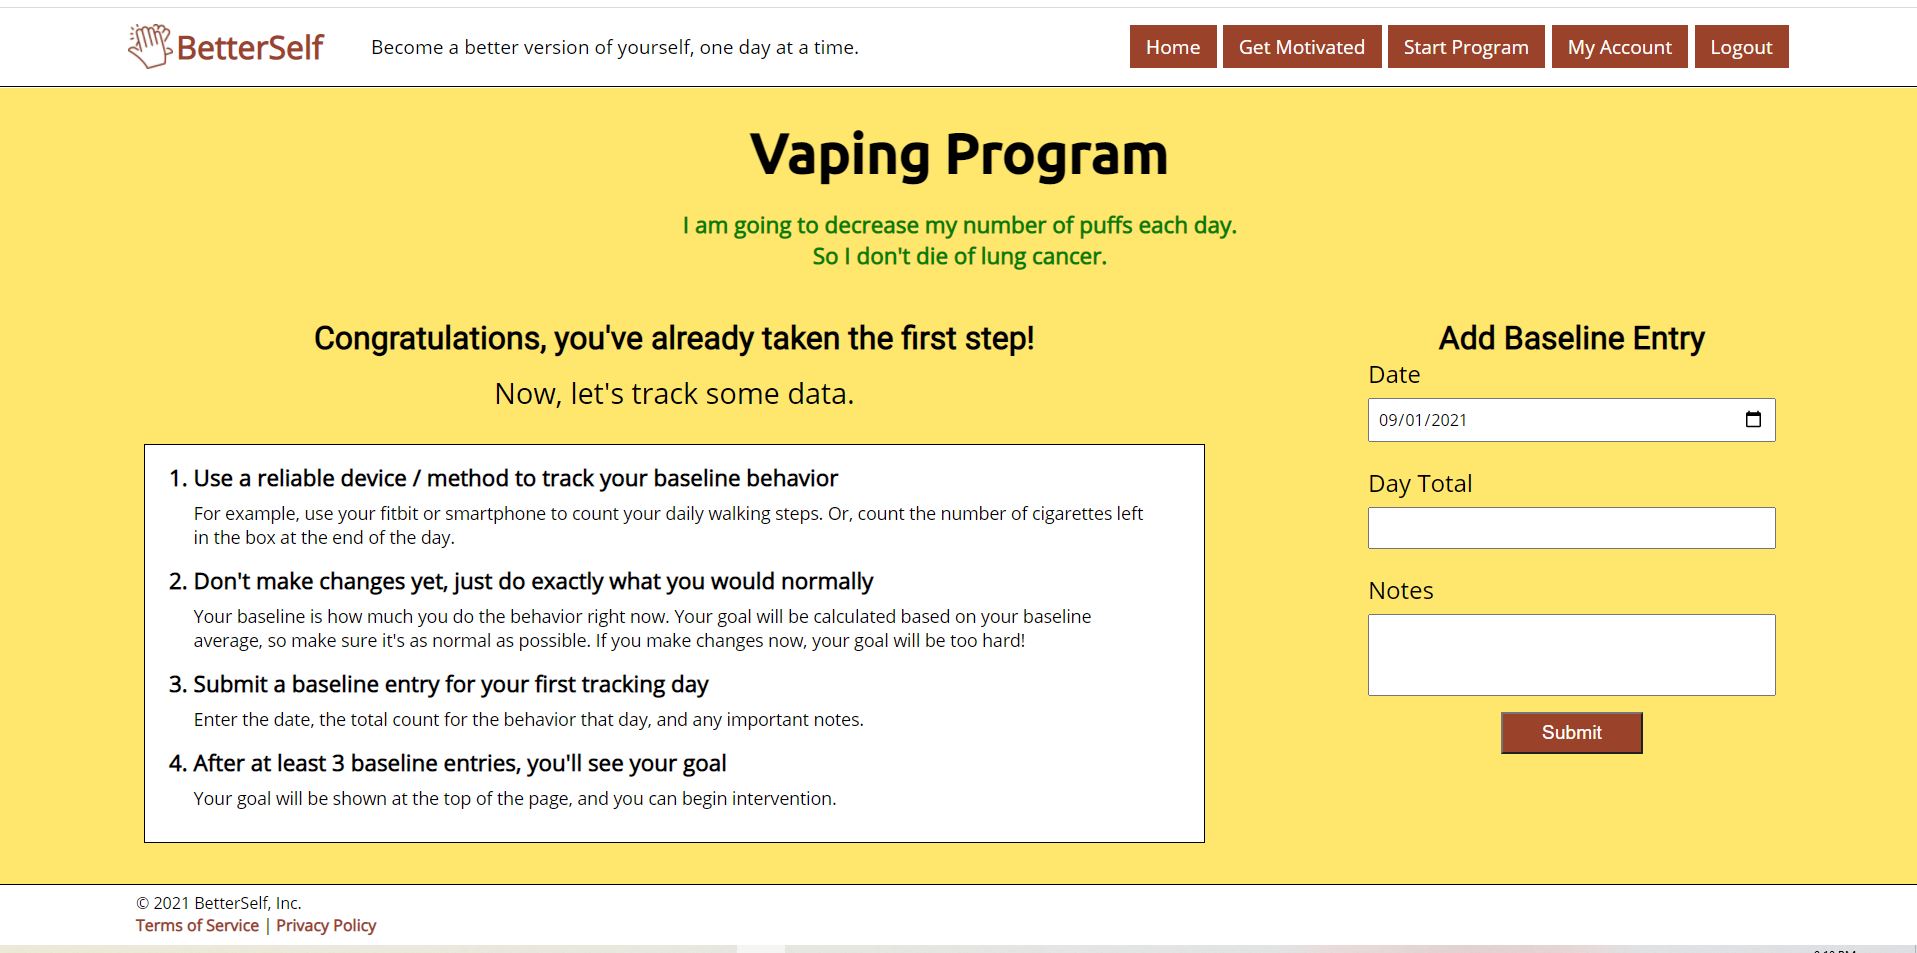 BetterSelf
Become a better version of yourself, one day at a time.
Home
Get Motivated
Start Program
My Account
Logout
Vaping Program
I am going to decrease my number of puffs each day.
So I don't die of lung cancer.
Congratulations, you've already taken the first step!
Now, let's track some data.
1. Use a reliable device / method to track your baseline behavior
For example, use your fitbit or smartphone to count your daily walking steps. Or, count the number of cigarettes left
in the box at the end of the day.
2. Don't make changes yet, just do exactly what you would normally
Your baseline is how much you do the behavior right now. Your goal will be calculated based on your baseline
average, so make sure it's as normal as possible. If you make changes now, your goal will be too hard!
3. Submit a baseline entry for your first tracking day
Enter the date, the total count for the behavior that day, and any important notes.
4. After at least 3 baseline entries, you'll see your goal
Your goal will be shown at the top of the page, and you can begin intervention.
Add Baseline Entry
Date
09/01/2021
Day Total
Notes
Submit
© 2021 BetterSelf, Inc.
Terms of Service | Privacy Policy